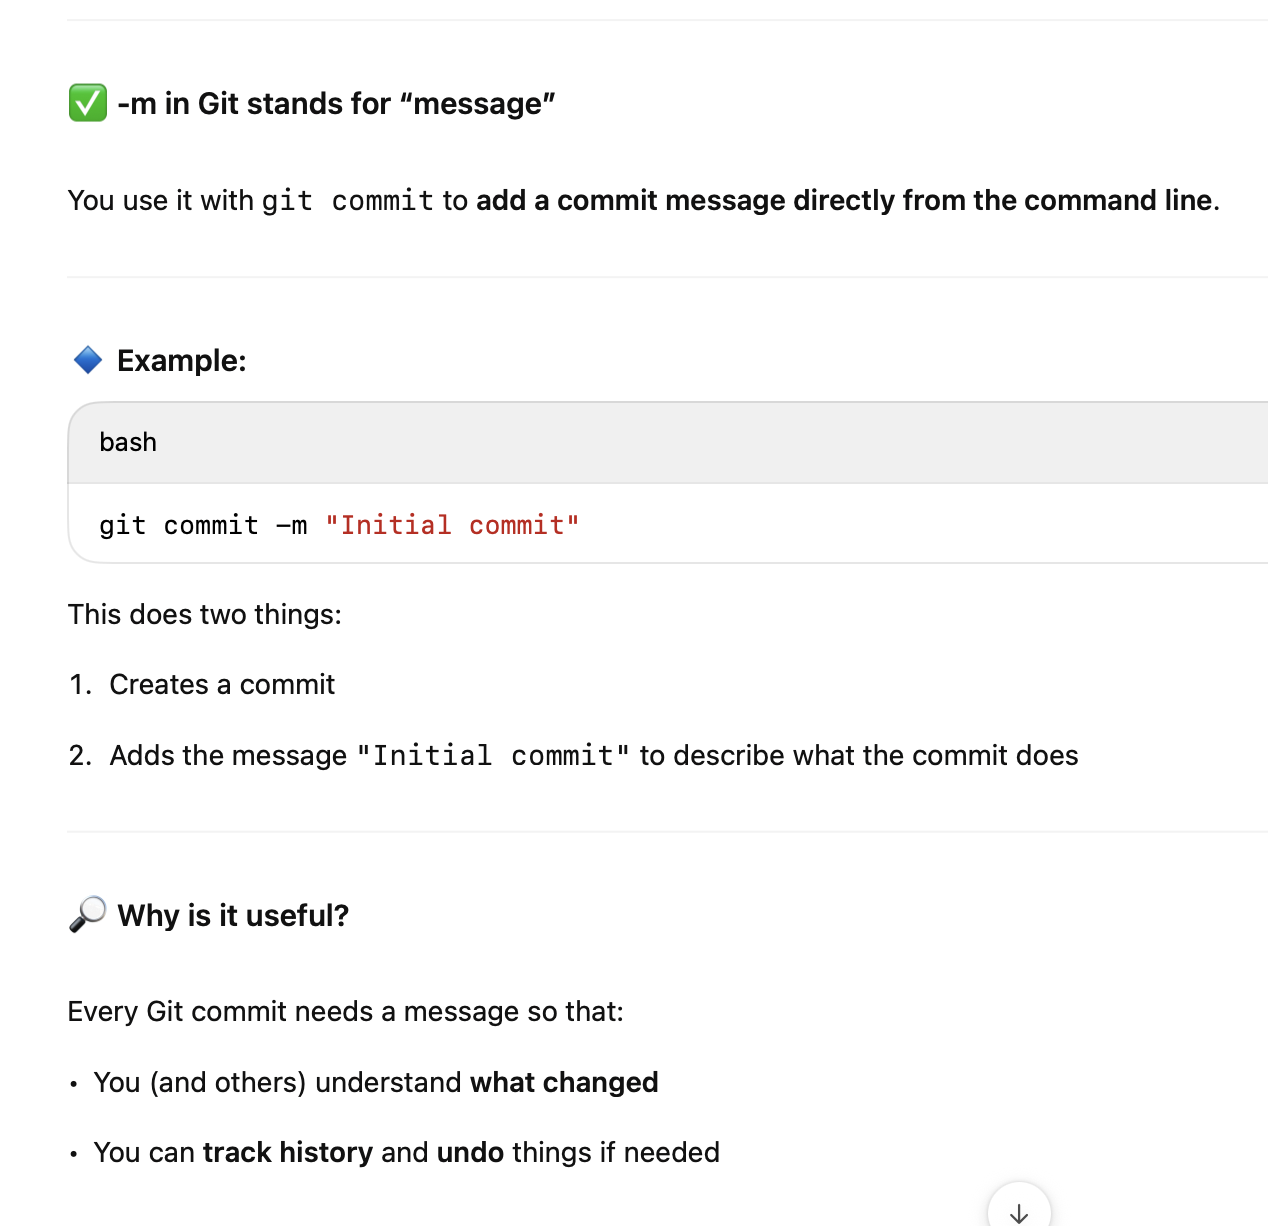 ✅ -m in Git stands for “message”
You use it with git commit to add a commit message directly from the command line.
🔷 Example:
bash
git commit -m "Initial commit"
This does two things:
1. Creates a commit
2. Adds the message "Initial commit" to describe what the commit does
🔎 Why is it useful?
Every Git commit needs a message so that:
• You (and others) understand what changed
• You can track history and undo things if needed